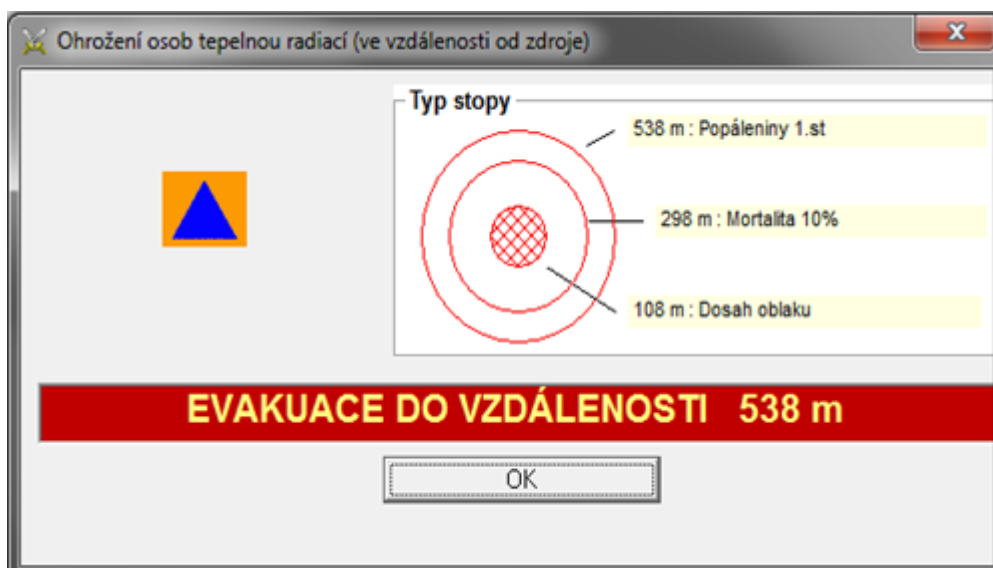 Ohrožení osob tepelnou radiací (ve vzdálenosti od zdroje)
Typ stopy
538 m : Popáleniny 1.st
298 m : Mortalita 10%
108 m : Dosah oblaku
EVAKUACE DO VZDÁLENOSTI 538 m
OK